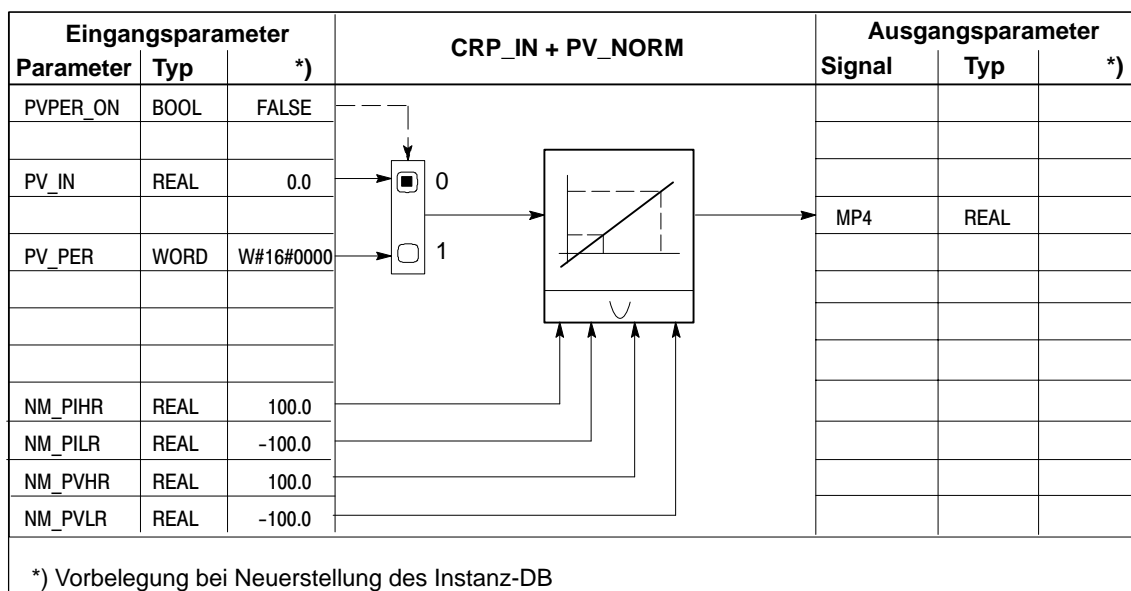 Eingangsparameter CRP_IN + PV_NORM Ausgangsparameter
Parameter Typ *) Signal Typ *)
PVPER_ON BOOL FALSE
PV_IN REAL 0.0 0
MP4 REAL
PV_PER WORD W#16#0000 1
NM_PIHR REAL 100.0
NM_PILR REAL -100.0
NM_PVHR REAL 100.0
NM_PVLR REAL -100.0
*) Vorbelegung bei Neuerstellung des Instanz-DB